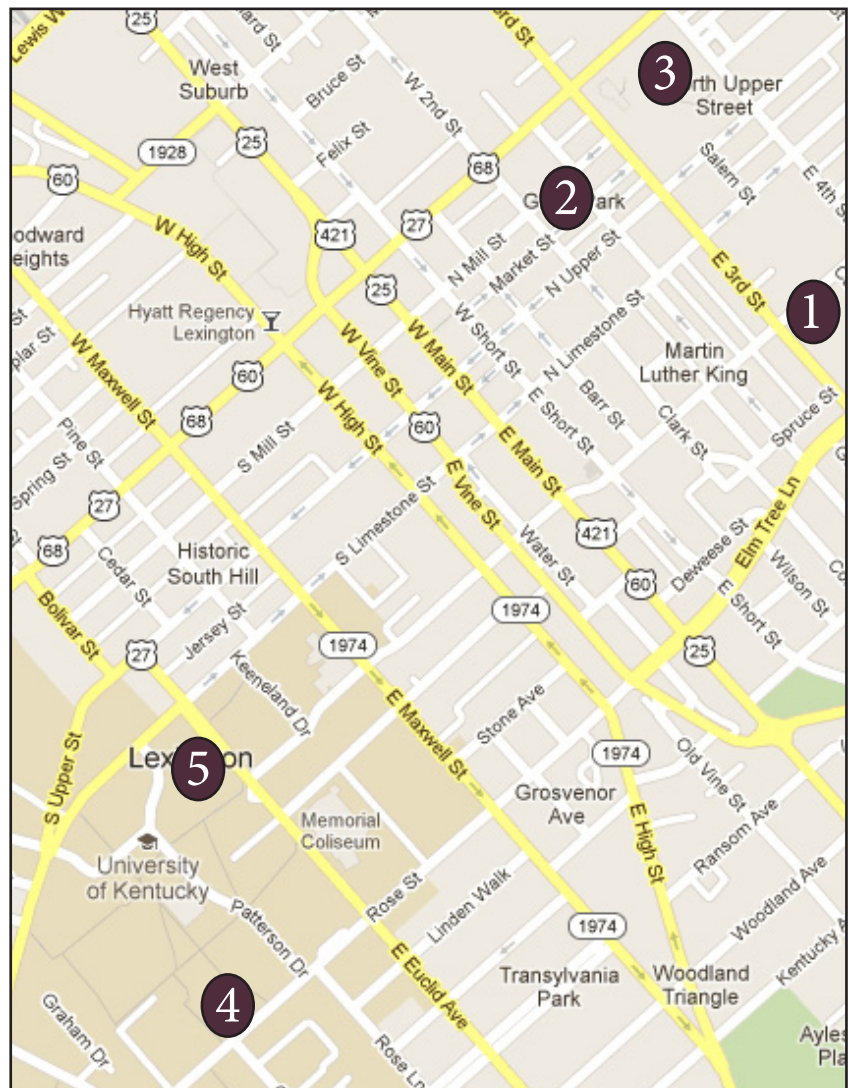 25
Lewis
West
Suburb
Bruce St
W 2nd St
3
Upper
Street
1928
25
Felix St
68
Salem St
E 4th
60
2
421
27
W High St
N Mill St
Market St
N Upper St
E 3rd St
25
Hyatt Regency
Lexington
W Short St
N Limestone St
1
W Maxwell St
W Vine St
W Main St
Martin
Luther King
60
W High St
E Short St
Barr St
Clark St
Spruce St
68
60
Pine St
S Mill St
E Main St
E Vine St
Spring St
27
S Limestone St
421
Elm Tree Ln
68
Historic
South Hill
Cedar St
Water St
Deweese St
Wilson St
60
E Short St
Bolivar St
1974
Jersey St
27
1974
25
Keeneland Dr
E Maxwell St
Stone Ave
S Upper St
5
1974
Old Vine St
Grosvenor
Ave
Memorial
Coliseum
E High St
Ransom Ave
University
of Kentucky
Rose St
Linden Walk
Woodland Ave
Patterson Dr
1974
E Euclid Ave
Kentucky
Transylvania
Park
Woodland
Triangle
4
Graham Dr
Rose Ln